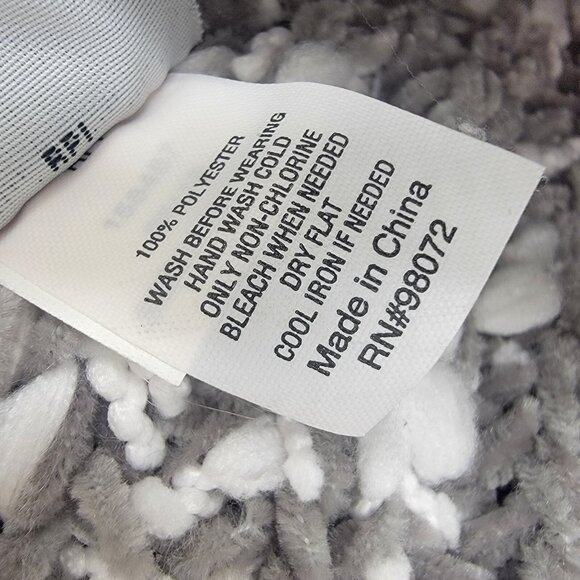 100% POLYESTER
WASH BEFORE WEARING
HAND WASH COLD
ONLY NON-CHLORINE
BLEACH WHEN NEEDED
DRY FLAT
COOL IRON IF NEEDED
Made in China
RN#98072